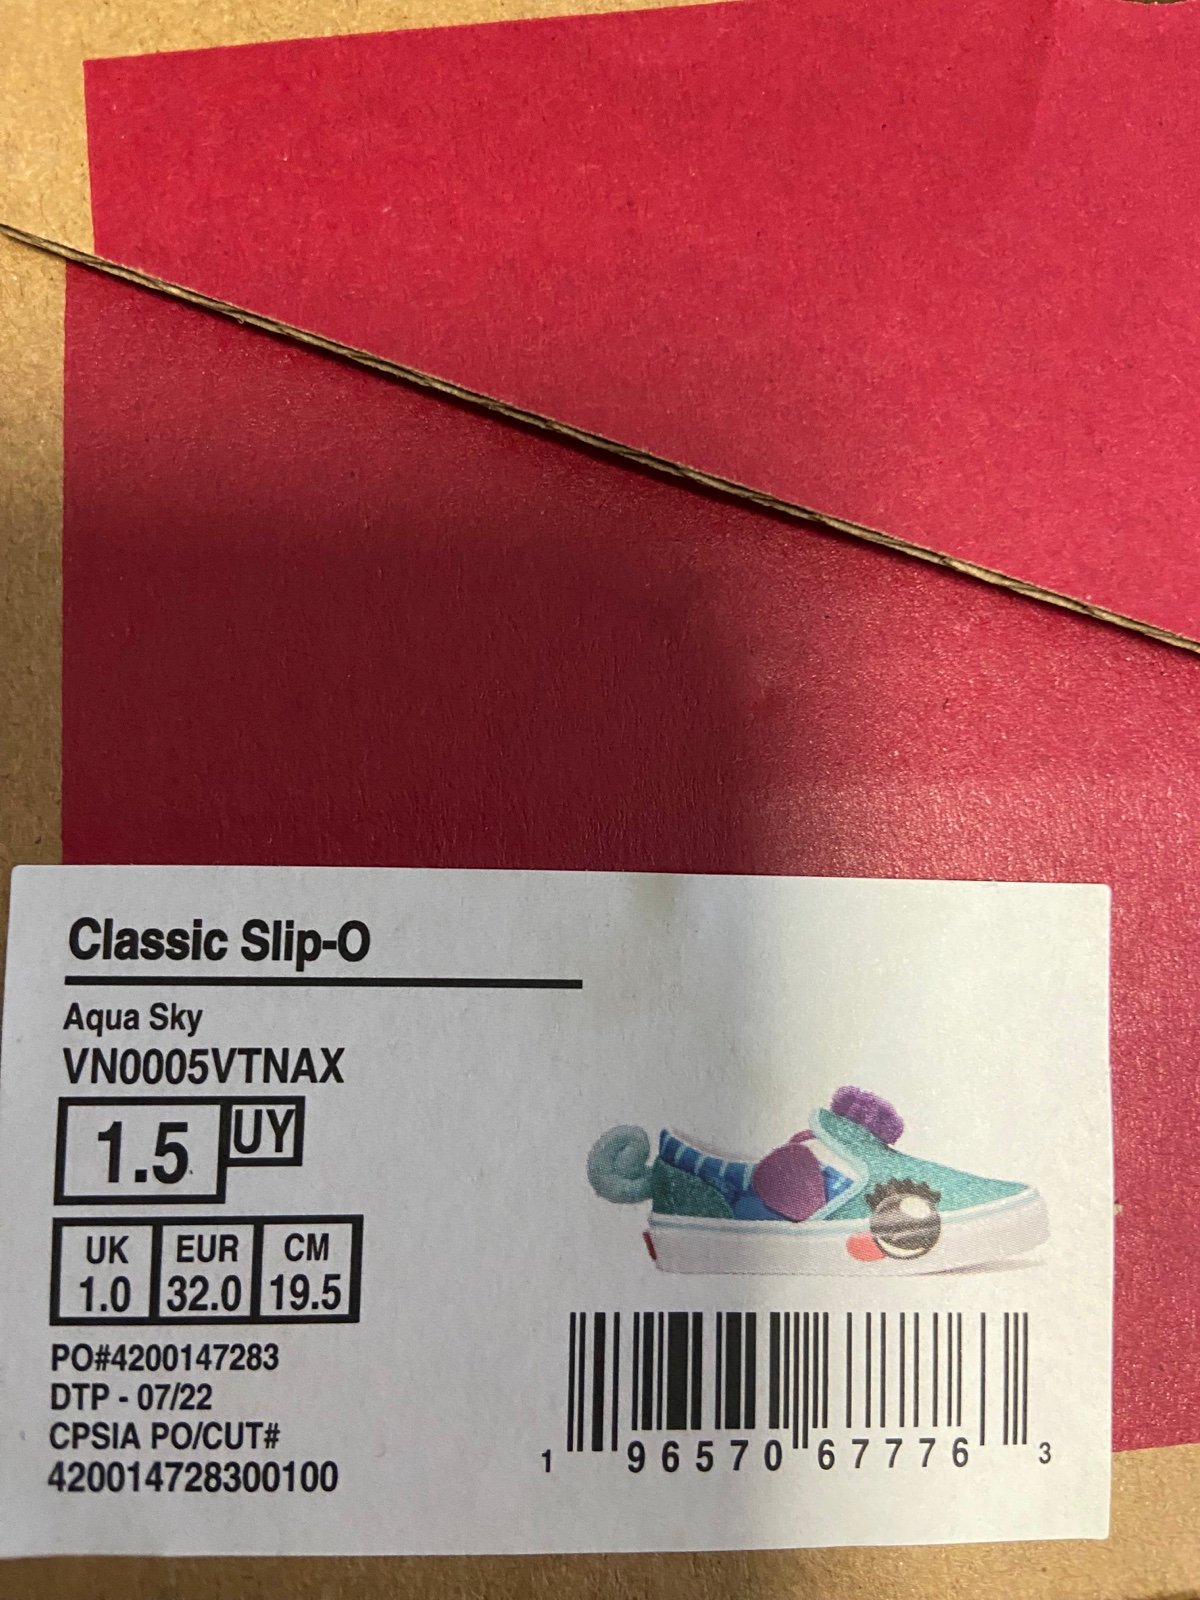 Classic Slip-O
Aqua Sky
VN0005VTNAX
1.5 UY
UK EUR CM
1.0 32.0 19.5
PO#4200147283
DTP - 07/22
CPSIA PO/CUT#
420014728300100
1 96570 67776 3